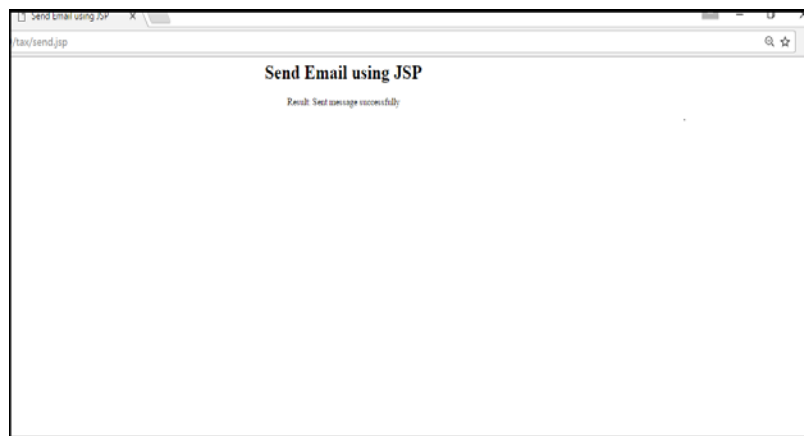 Send Email using JSP
/tax/send.jsp
Send Email using JSP
Result: Sent message successfully